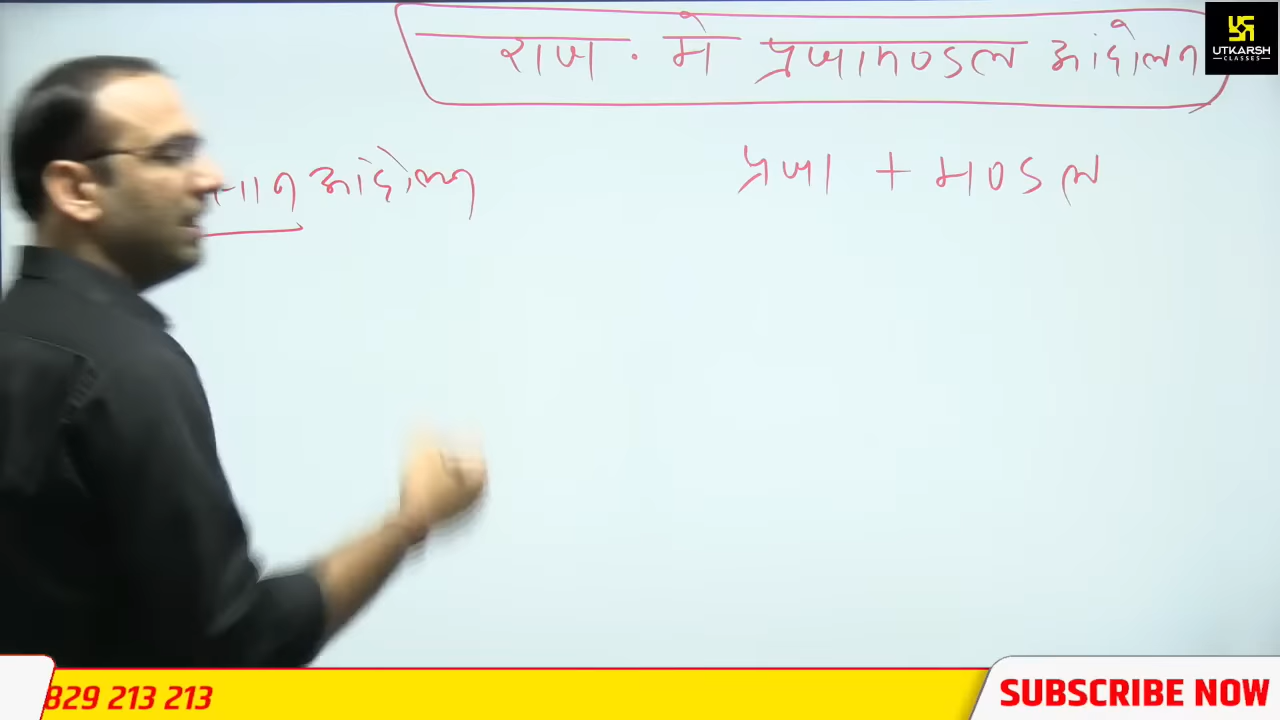 राज. में प्रजामण्डल आंदोलन
UTKARSH
CLASSES
आंदोलन
प्रजा + मण्डल
829 213 213
SUBSCRIBE NOW